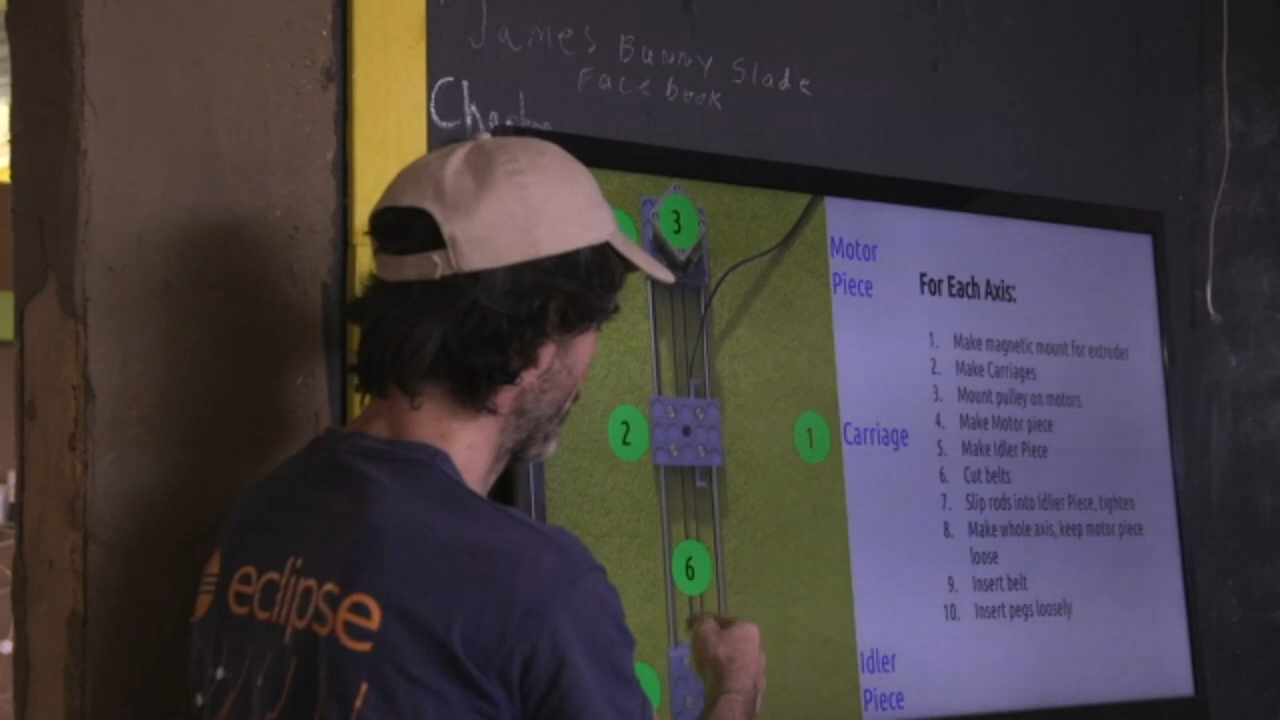 James Bunny Slade
Facebook
3
Motor
Piece
For Each Axis:
1. Make magnetic mount for extruder
2. Make Carriages
3. Mount pulley on motors
4. Make Motor piece
5. Make Idler Piece
6. Cut belts
7. Slip rods into Idlier Piece, tighten
8. Make whole axis, keep motor piece
loose
9. Insert belt
10. Insert pegs loosely
2
1
Carriage
6
Idler
Piece
eclipse